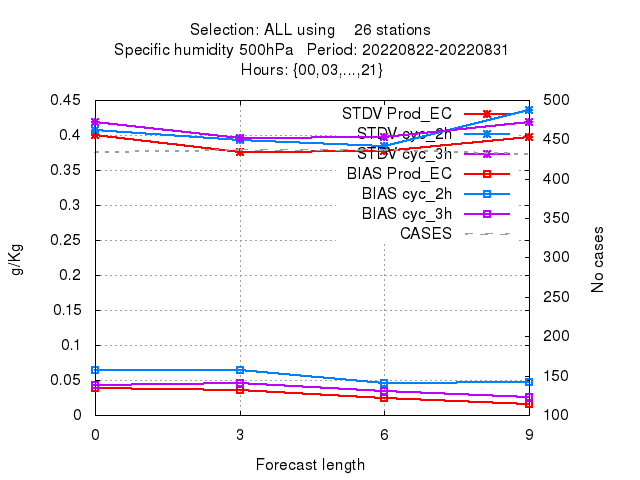 Selection: ALL using 26 stations
Specific humidity 500hPa Period: 20220822-20220831
Hours: {00,03,...,21}
0.45
0.4
0.35
0.3
0.25
0.2
0.15
0.1
0.05
0
g/Kg
STDV Prod_EC
STDV cyc_2h
STDV cyc_3h
BIAS Prod_EC
BIAS cyc_2h
BIAS cyc_3h
CASES
500
450
400
350
300
250
200
150
100
No cases
0 3 6 9
Forecast length